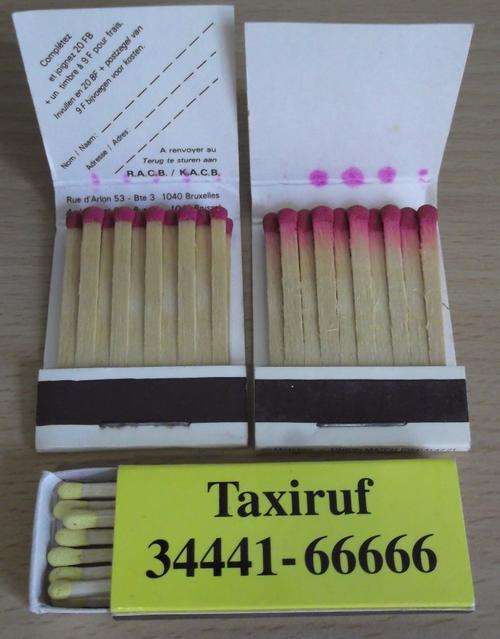 Complétez
et joignez 20 FB
+ un timbre à 9 F pour frais.
Invullen en 20 BF + postzegel van
9 F bijvoegen voor kosten.
Nom / Naam:
Adresse / Adres:
A renvoyer au
Terug te sturen aan
R.A.C.B. / K.A.C.B.
Rue d'Arlon 53 - Bte 3 1040 Bruxelles
Taxiruf
34441-66666